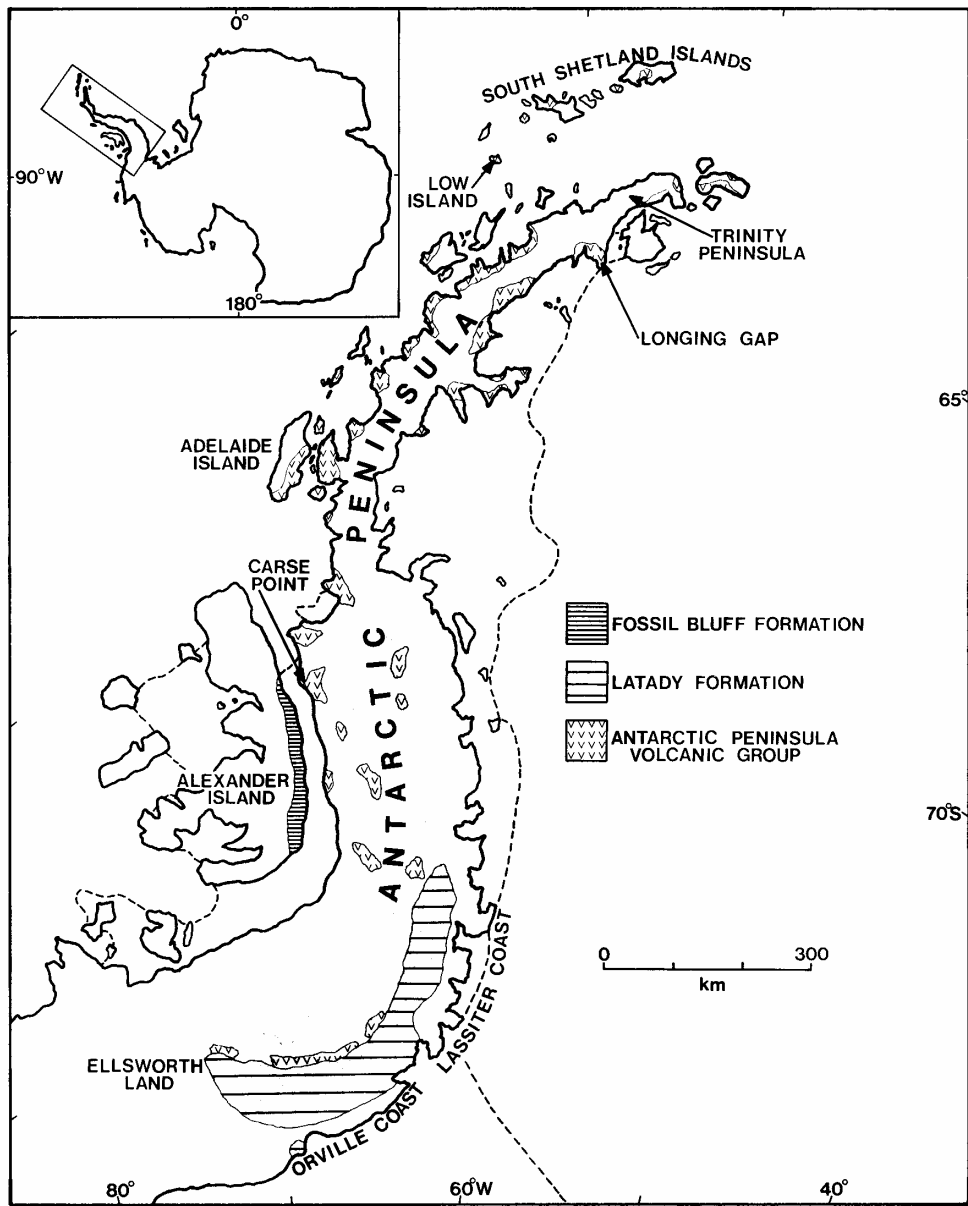 0°
90°W
180°
SOUTH SHETLAND ISLANDS
LOW
ISLAND
TRINITY
PENINSULA
LONGING GAP
65°
ADELAIDE
ISLAND
ANTARCTIC PENINSULA
CARSE
POINT
FOSSIL BLUFF FORMATION
LATADY FORMATION
ANTARCTIC PENINSULA
VOLCANIC GROUP
ALEXANDER
ISLAND
70°S
0 300
km
LASSITER COAST
ELLSWORTH
LAND
ORVILLE COAST
80° 60°W 40°